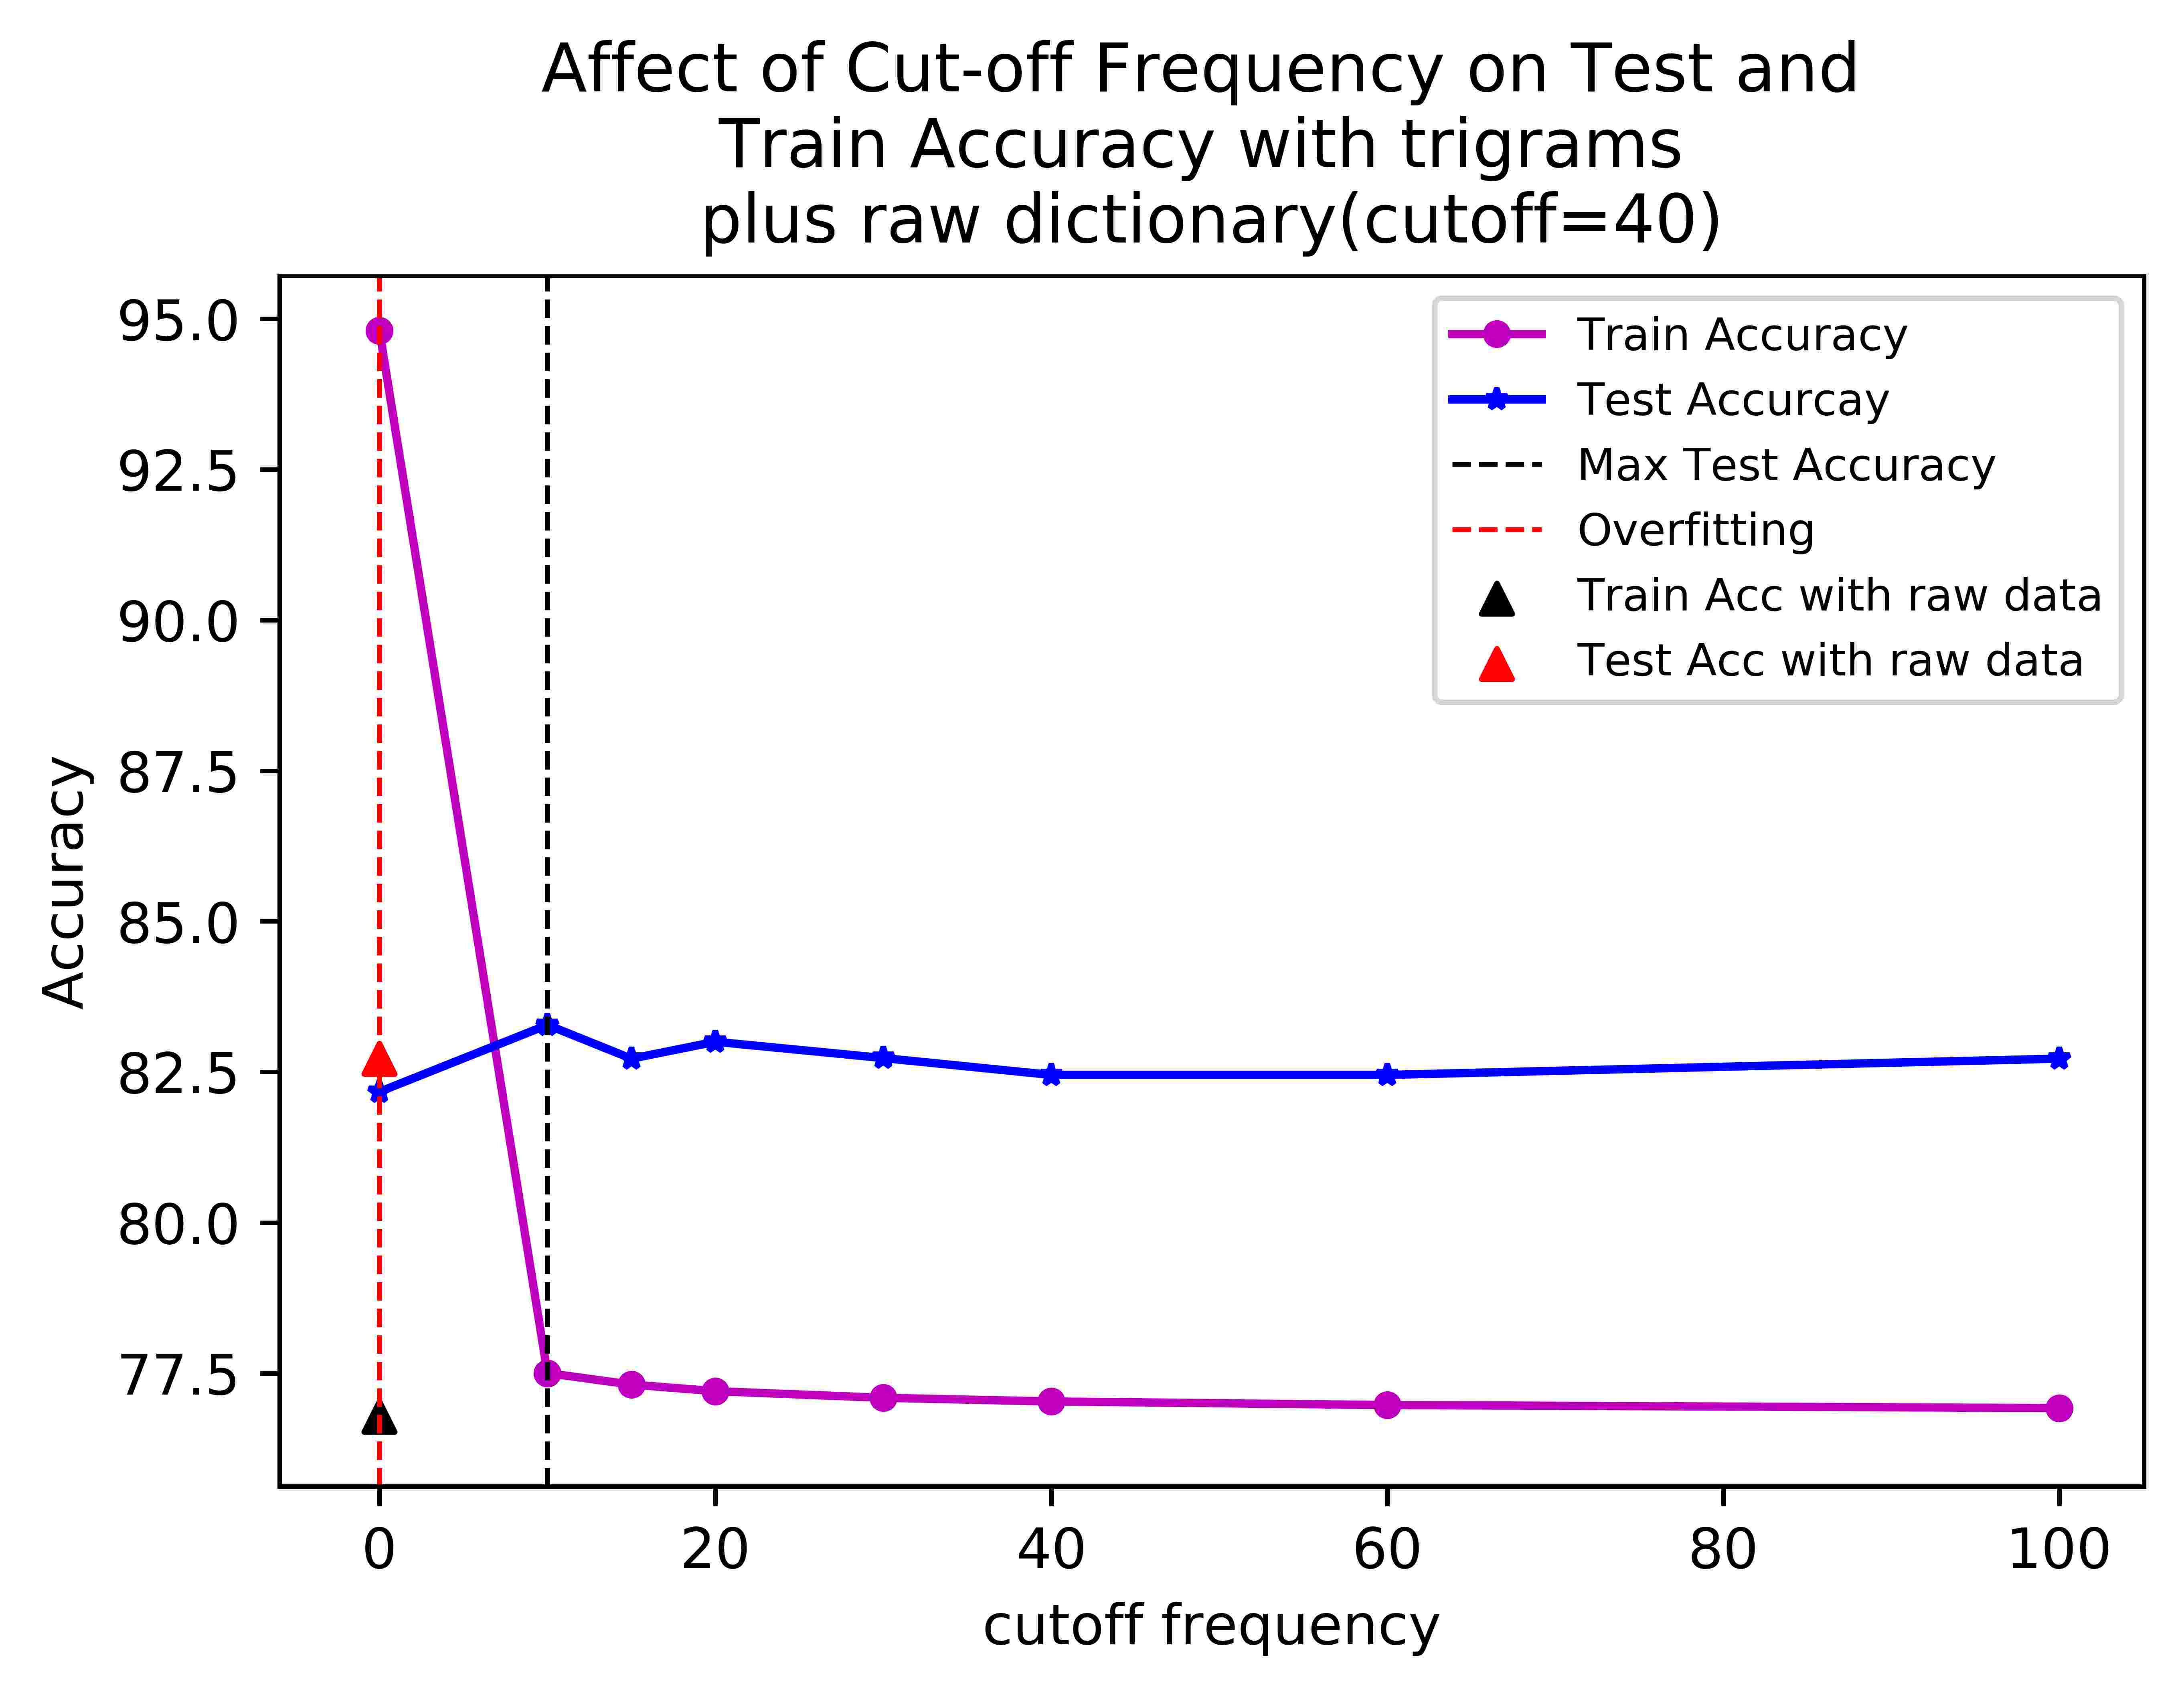 Affect of Cut-off Frequency on Test and
Train Accuracy with trigrams
plus raw dictionary(cutoff=40)
95.0
92.5
90.0
87.5
85.0
82.5
80.0
77.5
Accuracy
Train Accuracy
Test Accurcay
Max Test Accuracy
Overfitting
Train Acc with raw data
Test Acc with raw data
0 20 40 60 80 100
cutoff frequency